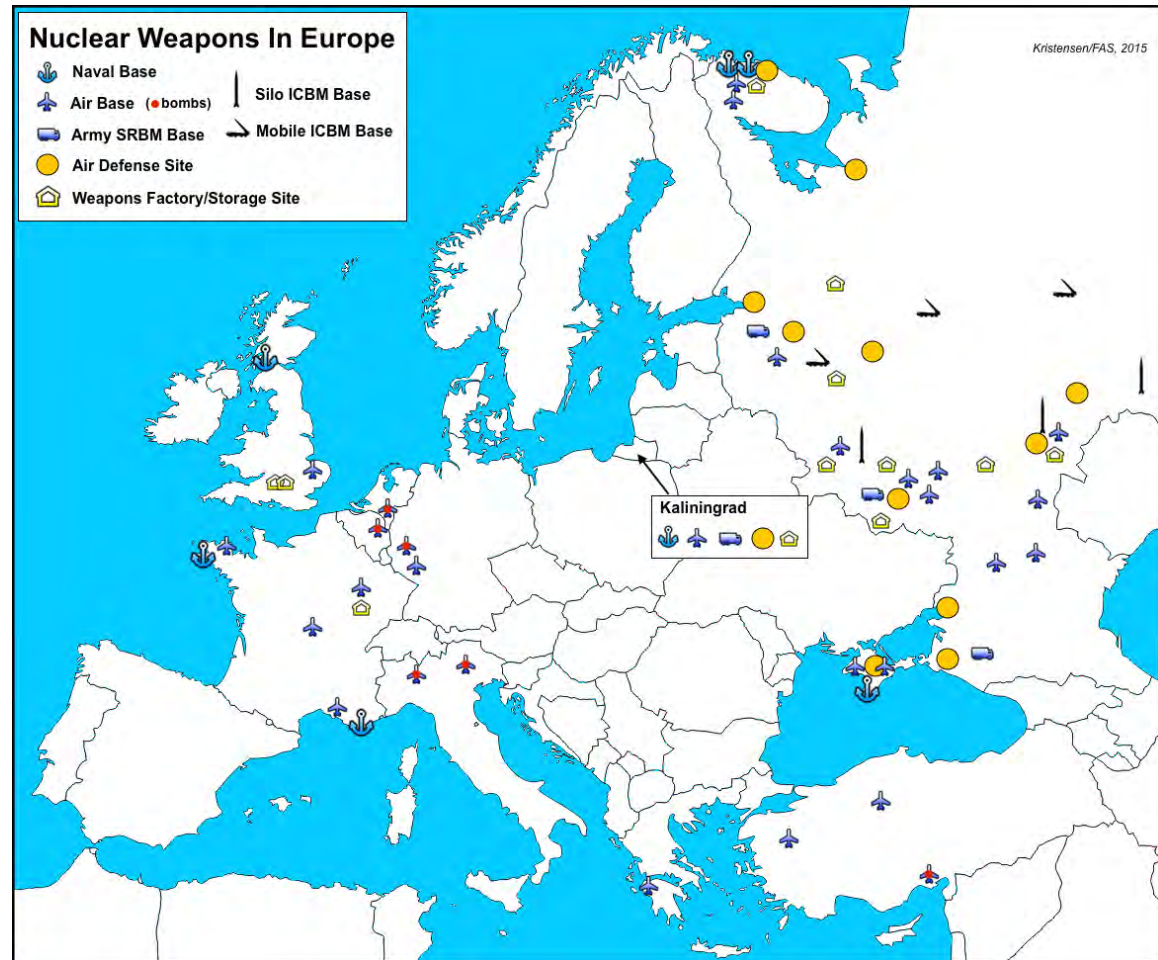 Nuclear Weapons In Europe
Naval Base
Air Base (bombs)
Army SRBM Base
Air Defense Site
Weapons Factory/Storage Site
Silo ICBM Base
Mobile ICBM Base
Kristensen/FAS, 2015
Kaliningrad